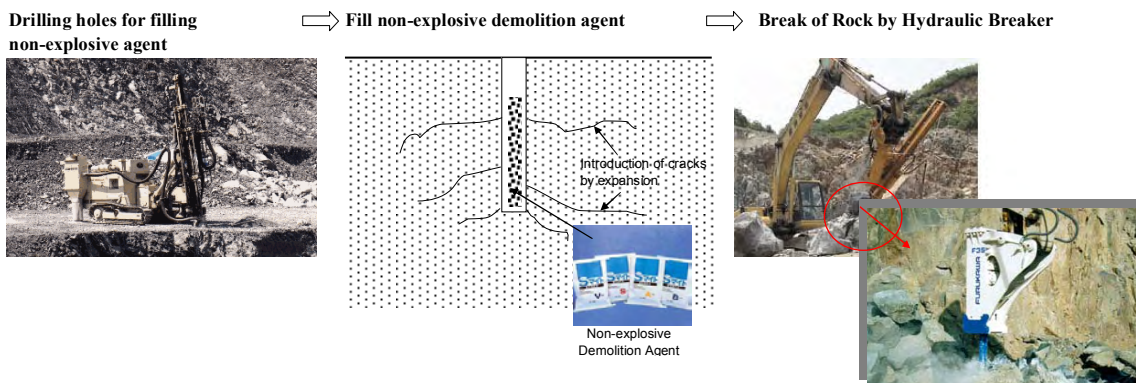 Drilling holes for filling
non-explosive agent
Fill non-explosive demolition agent
Break of Rock by Hydraulic Breaker
Introduction of cracks
by expansion
Non-explosive
Demolition Agent
FURUKAWA
F35